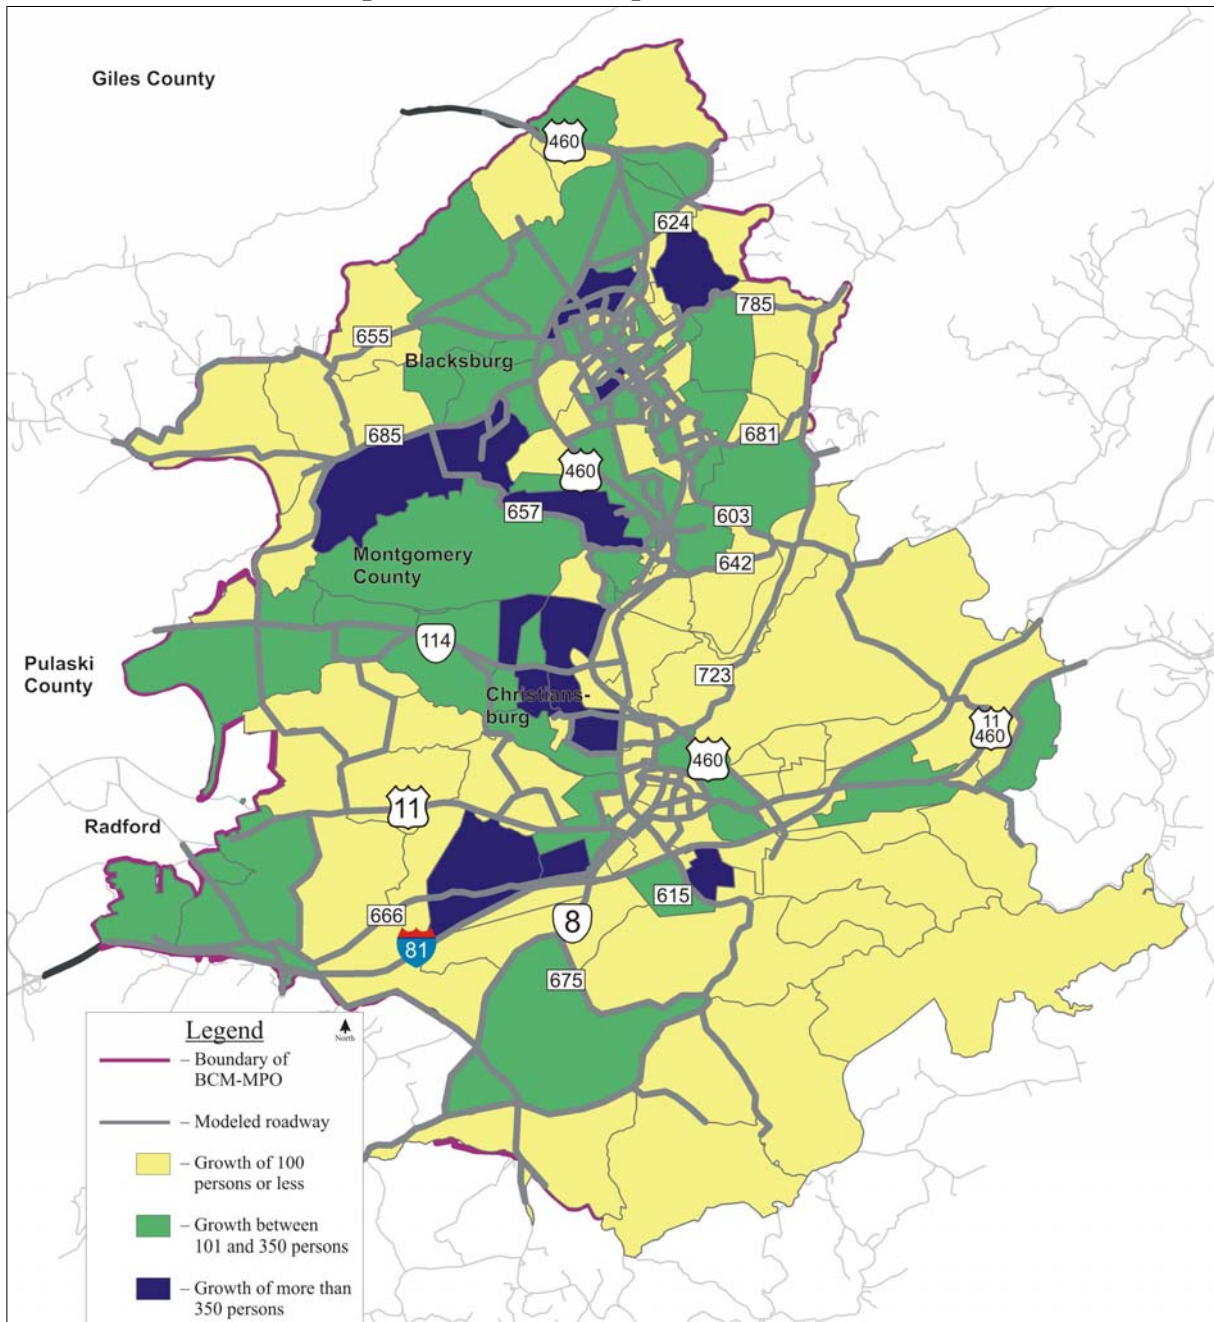 Giles County
460
624
785
655
Blacksburg
685
681
460
657
603
Montgomery
County
642
114
Pulaski
County
723
Christians-
burg
11
460
460
11
Radford
615
666
8
81
675
Legend
North
– Boundary of
BCM-MPO
– Modeled roadway
– Growth of 100
persons or less
– Growth between
101 and 350 persons
– Growth of more than
350 persons